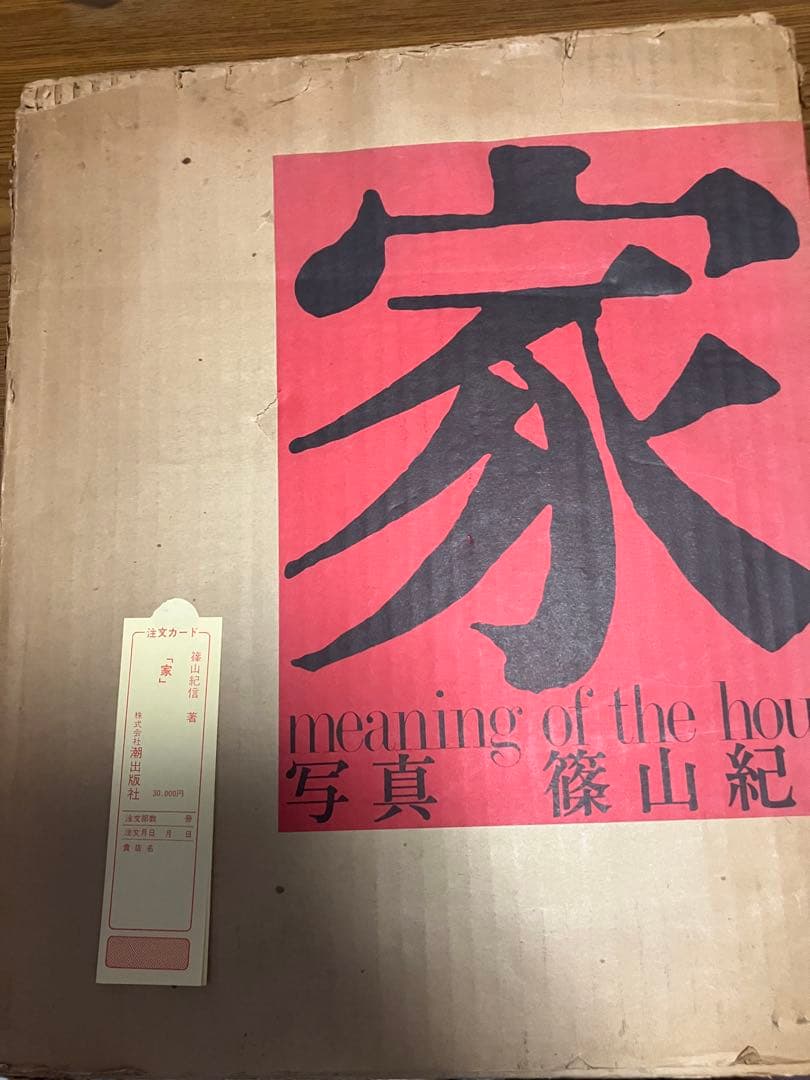 家
meaning of the hou
写真 篠山紀
注文カード
篠山紀信 著
「家」
株式会社 潮出版社
30.000円
注文部数 冊
注文月日 月 日
貴店名